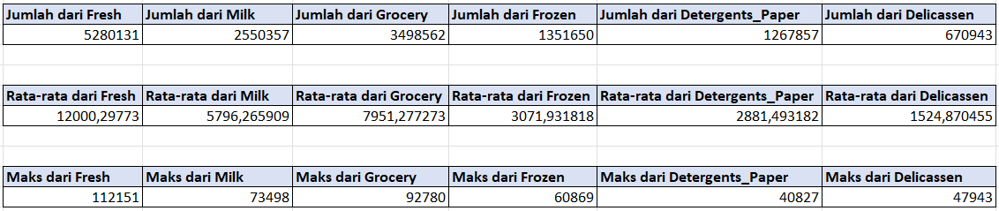 Jumlah dari Fresh Jumlah dari Milk Jumlah dari Grocery Jumlah dari Frozen Jumlah dari Detergents_Paper Jumlah dari Delicassen
5280131 2550357 3498562 1351650 1267857 670943
Rata-rata dari Fresh Rata-rata dari Milk Rata-rata dari Grocery Rata-rata dari Frozen Rata-rata dari Detergents_Paper Rata-rata dari Delicassen
12000,29773 5796,265909 7951,277273 3071,931818 2881,493182 1524,870455
Maks dari Fresh Maks dari Milk Maks dari Grocery Maks dari Frozen Maks dari Detergents_Paper Maks dari Delicassen
112151 73498 92780 60869 40827 47943